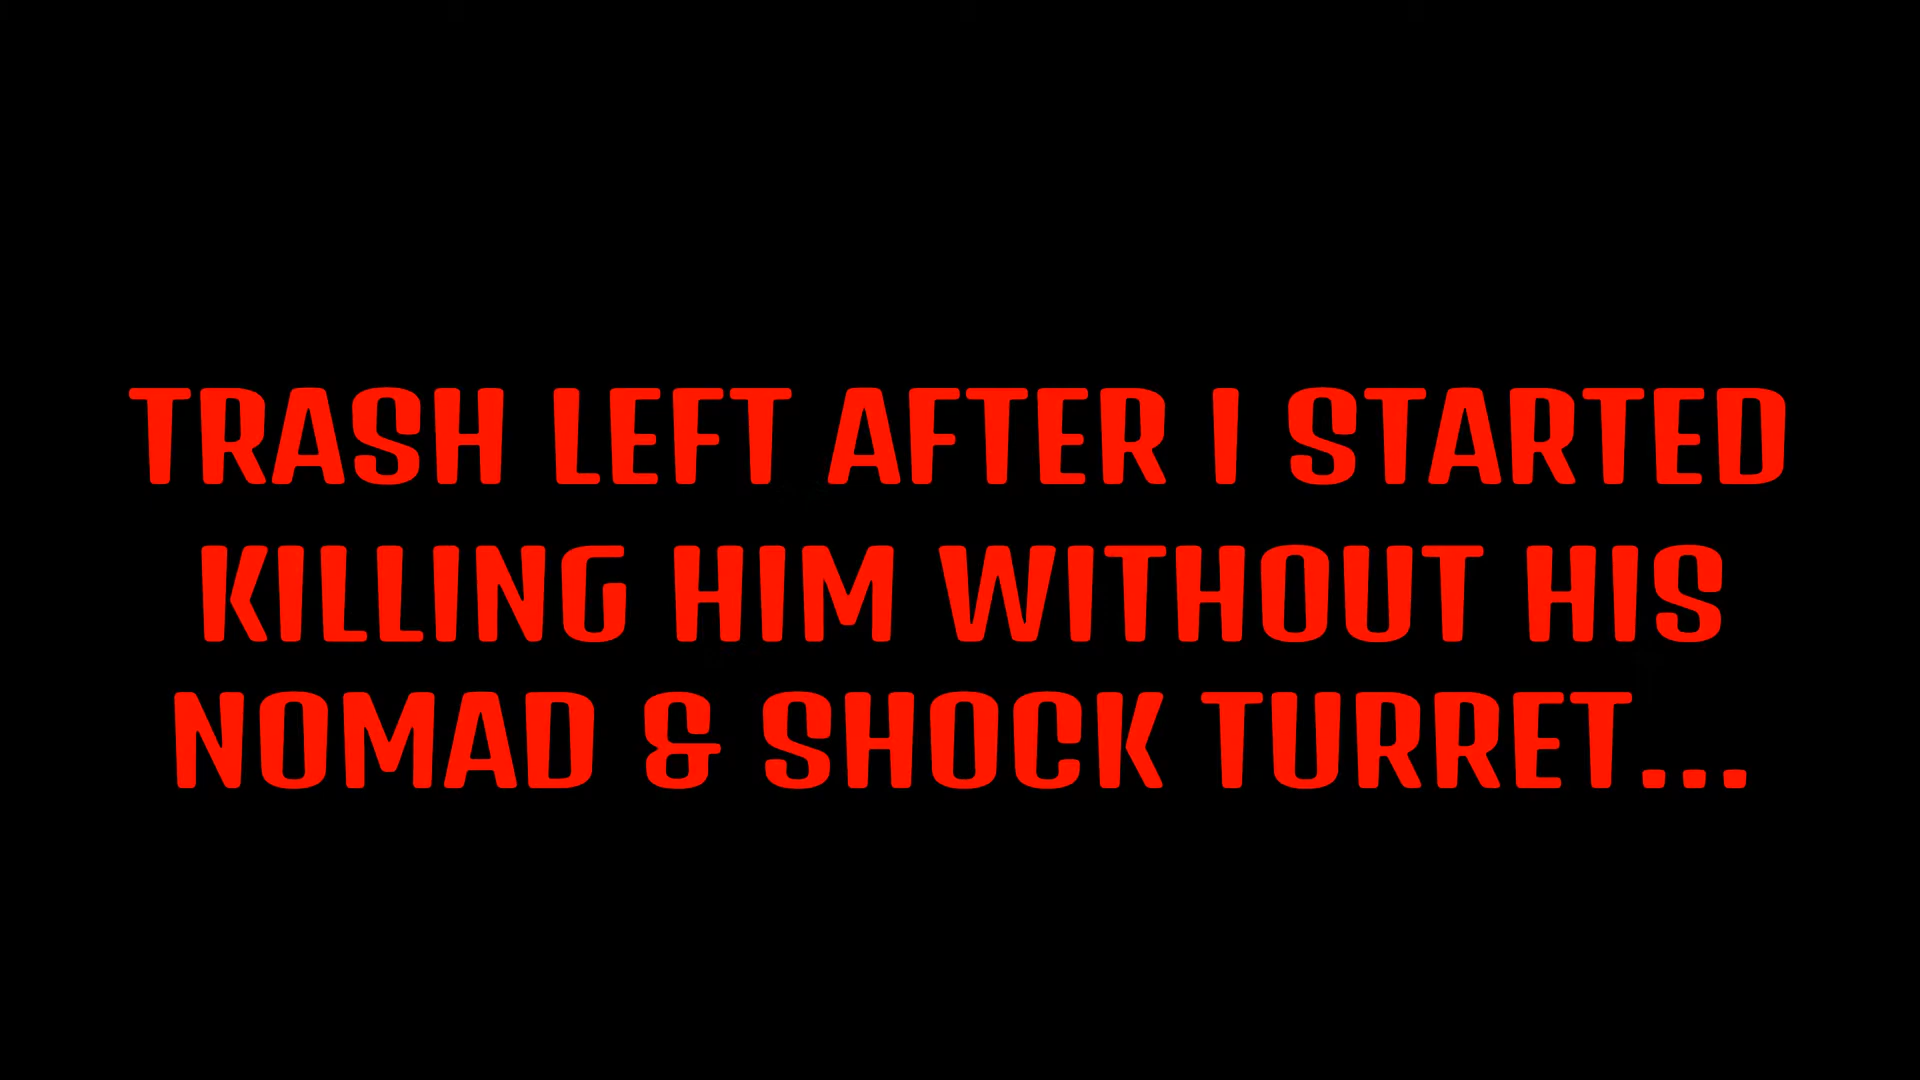 TRASH LEFT AFTER I STARTED
KILLING HIM WITHOUT HIS
NOMAD & SHOCK TURRET...